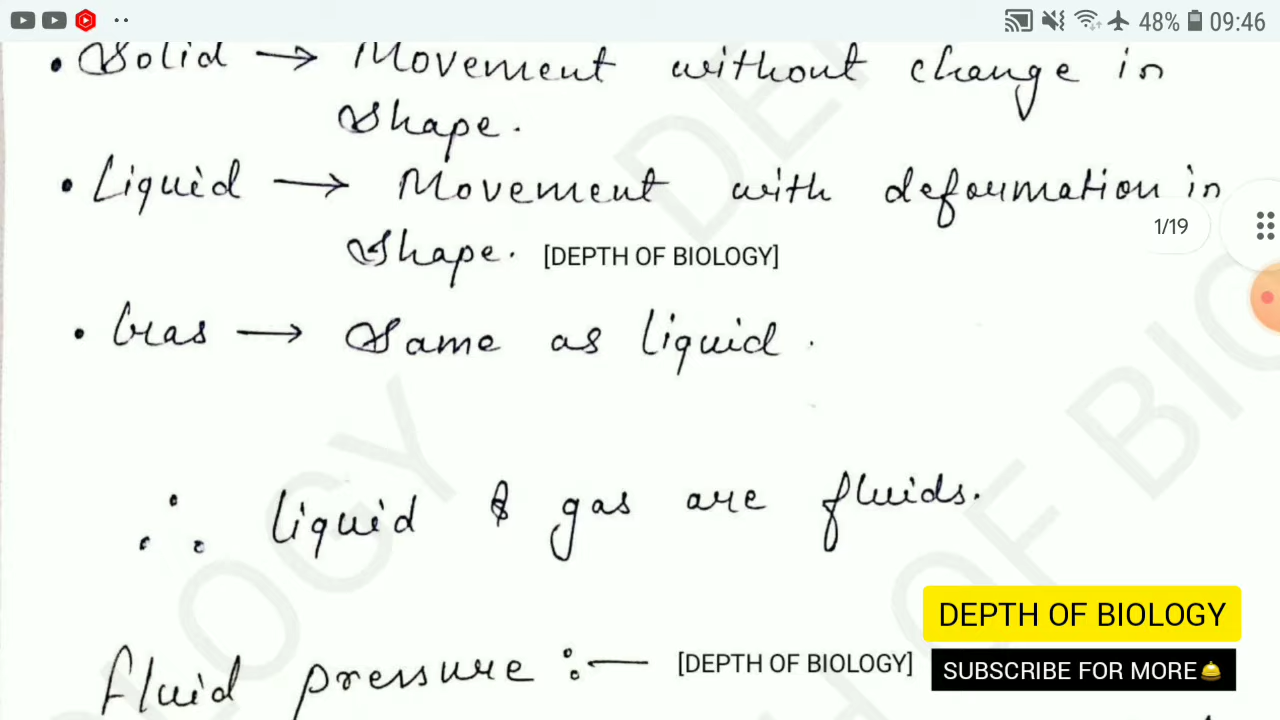 48% 09:46
• Solid → Movement without change in
shape.
• Liquid → Movement with deformation in
1/19
shape. [DEPTH OF BIOLOGY]
• Gas → Same as liquid.
∴ liquid & gas are fluids.
DEPTH OF BIOLOGY
fluid pressure :— [DEPTH OF BIOLOGY]
SUBSCRIBE FOR MORE